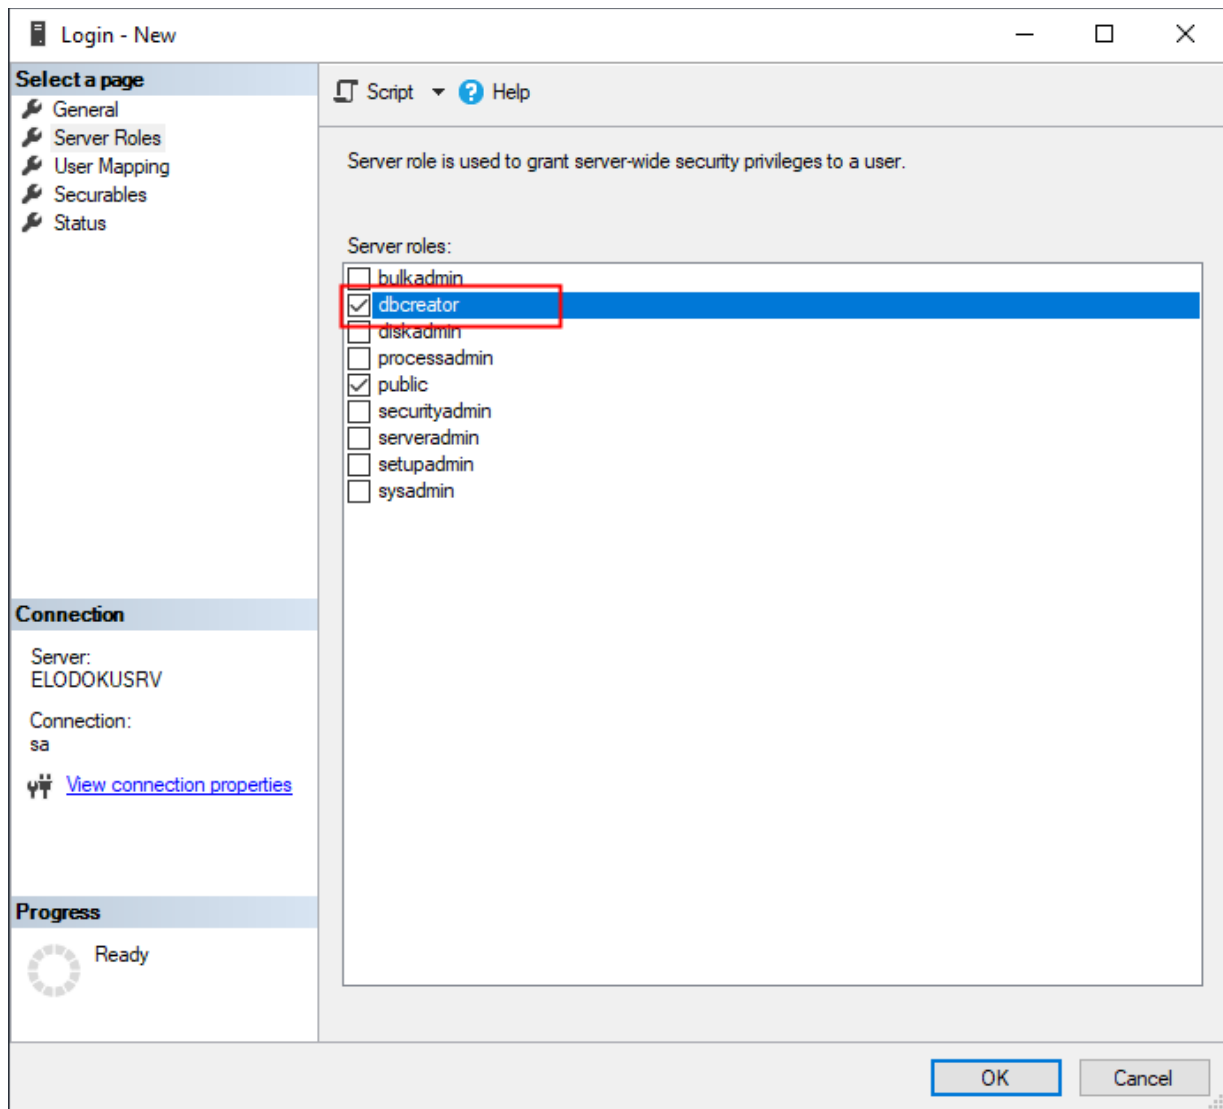 Login - New
Select a page
General
Server Roles
User Mapping
Securables
Status
Script
Help
Server role is used to grant server-wide security privileges to a user.
Server roles:
bulkadmin
dbcreator
diskadmin
processadmin
public
securityadmin
serveradmin
setupadmin
sysadmin
Connection
Server:
ELODOKUSRV
Connection:
sa
View connection properties
Progress
Ready
OK
Cancel